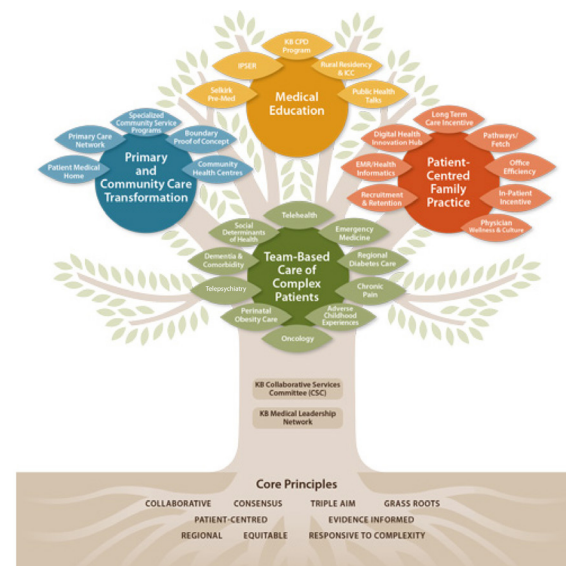 KB CPD
Program
IPSER
Rural Residency
& ICC
Selkirk
Pre-Med
Public Health
Talks
Medical
Education
Specialized
Community Service
Programs
Primary Care
Network
Boundary
Proof of Concept
Patient Medical
Home
Community
Health Centres
Primary
and
Community Care
Transformation
Long Term
Care Incentive
Digital Health
Innovation Hub
Pathways/
Fetch
EMR/Health
Informatics
Office
Efficiency
Recruitment
& Retention
In-Patient
Incentive
Physician
Wellness & Culture
Patient-
Centred
Family
Practice
Telehealth
Social
Determinants
of Health
Emergency
Medicine
Dementia &
Comorbidity
Regional
Diabetes Care
Telepsychiatry
Chronic
Pain
Perinatal
Obesity Care
Adverse
Childhood
Experiences
Oncology
Team-Based
Care of
Complex
Patients
KB Collaborative Services
Committee (CSC)
KB Medical Leadership
Network
Core Principles
COLLABORATIVE CONSENSUS TRIPLE AIM GRASS ROOTS
PATIENT-CENTRED EVIDENCE INFORMED
REGIONAL EQUITABLE RESPONSIVE TO COMPLEXITY